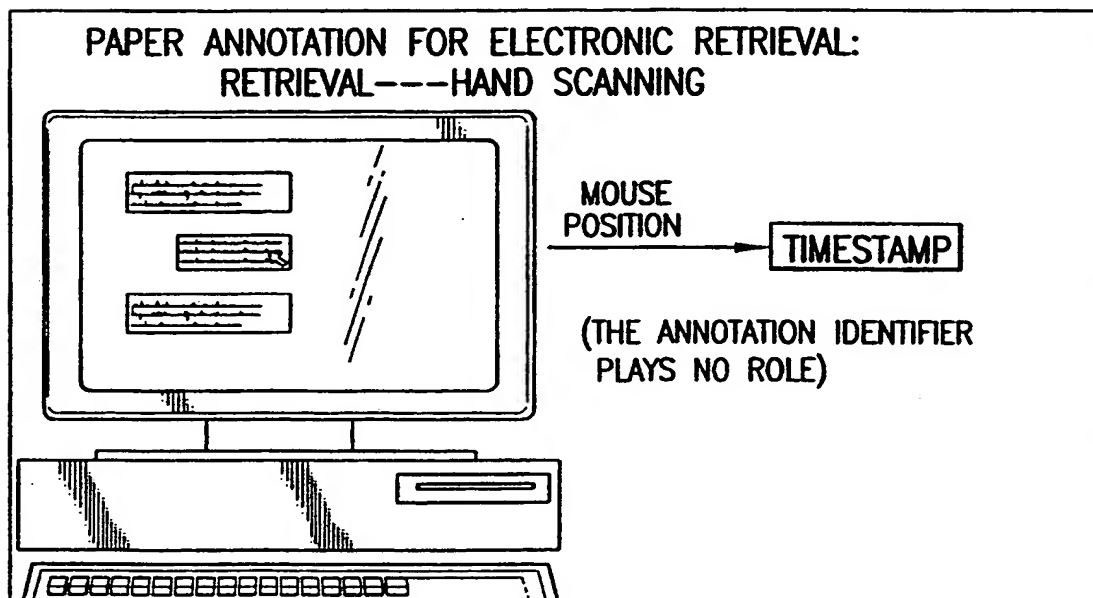 PAPER ANNOTATION FOR ELECTRONIC RETRIEVAL:
RETRIEVAL---HAND SCANNING
MOUSE
POSITION
TIMESTAMP
(THE ANNOTATION IDENTIFIER
PLAYS NO ROLE)